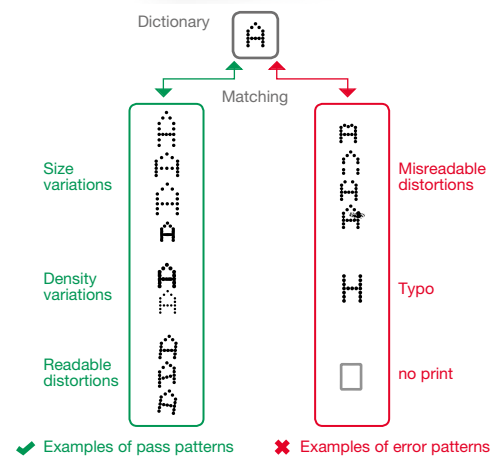 Dictionary
A
Matching
Size
variations
A
A
A
A
Density
variations
A
A
Readable
distortions
A
A
A
A
A
A
Misreadable
distortions
H
Typo
no print
Examples of pass patterns
Examples of error patterns